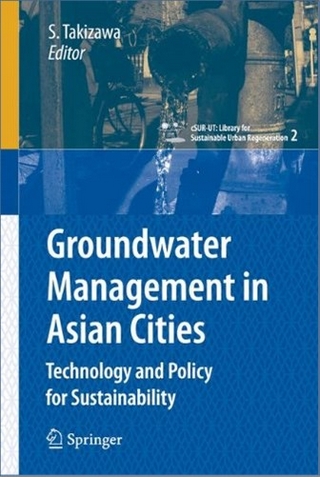 S. Takizawa
Editor
cSUR-UT: Library for
Sustainable Urban Regeneration 2
Groundwater
Management in
Asian Cities
Technology and Policy
for Sustainability
Springer